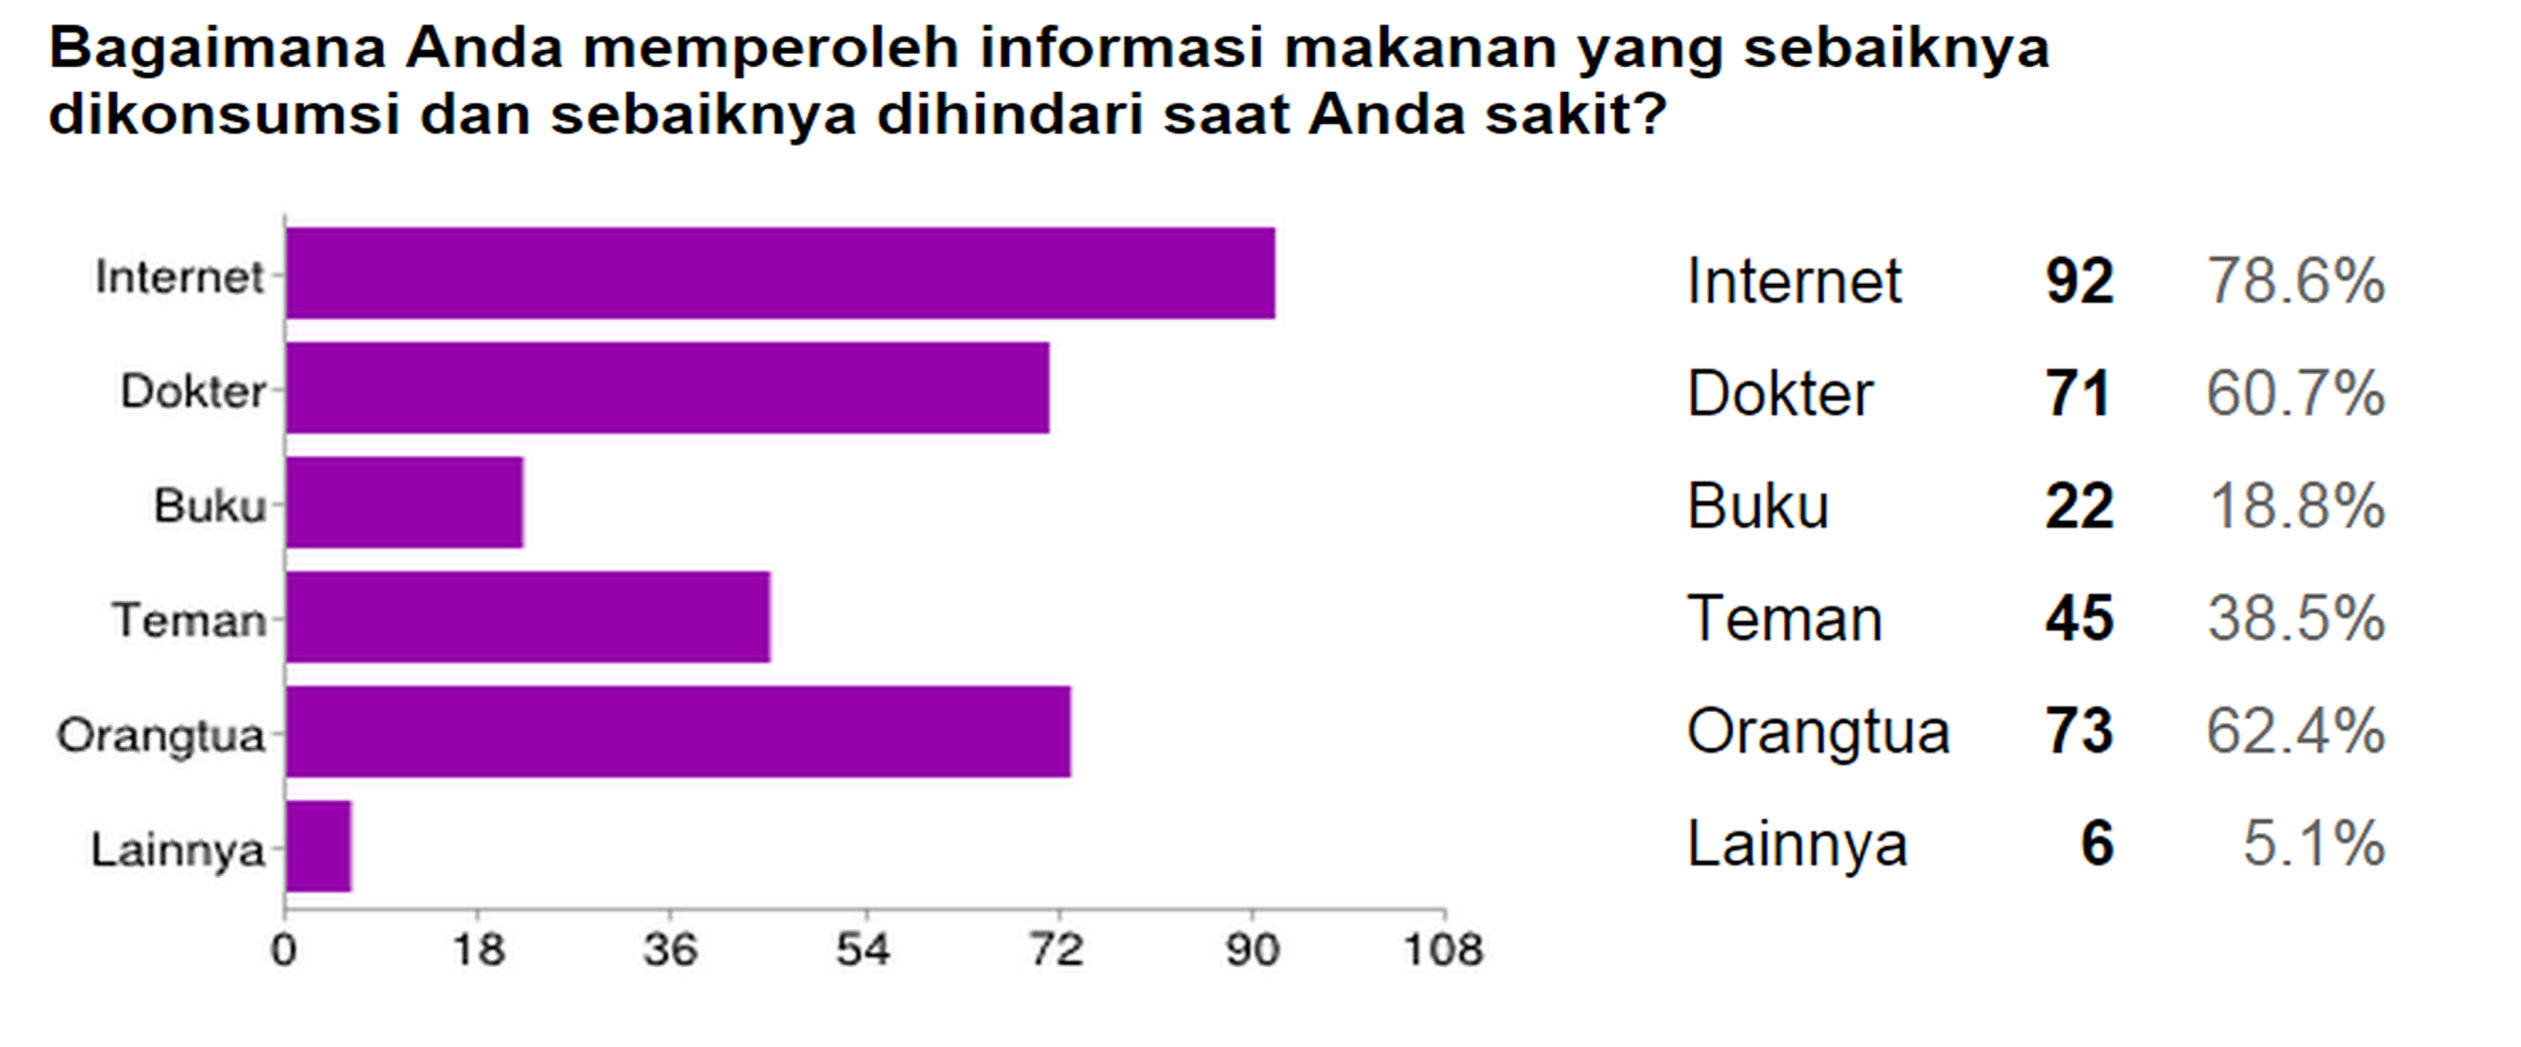 Bagaimana Anda memperoleh informasi makanan yang sebaiknya
dikonsumsi dan sebaiknya dihindari saat Anda sakit?
Internet
Dokter
Buku
Teman
Orangtua
Lainnya
0 18 36 54 72 90 108
Internet 92 78.6%
Dokter 71 60.7%
Buku 22 18.8%
Teman 45 38.5%
Orangtua 73 62.4%
Lainnya 6 5.1%